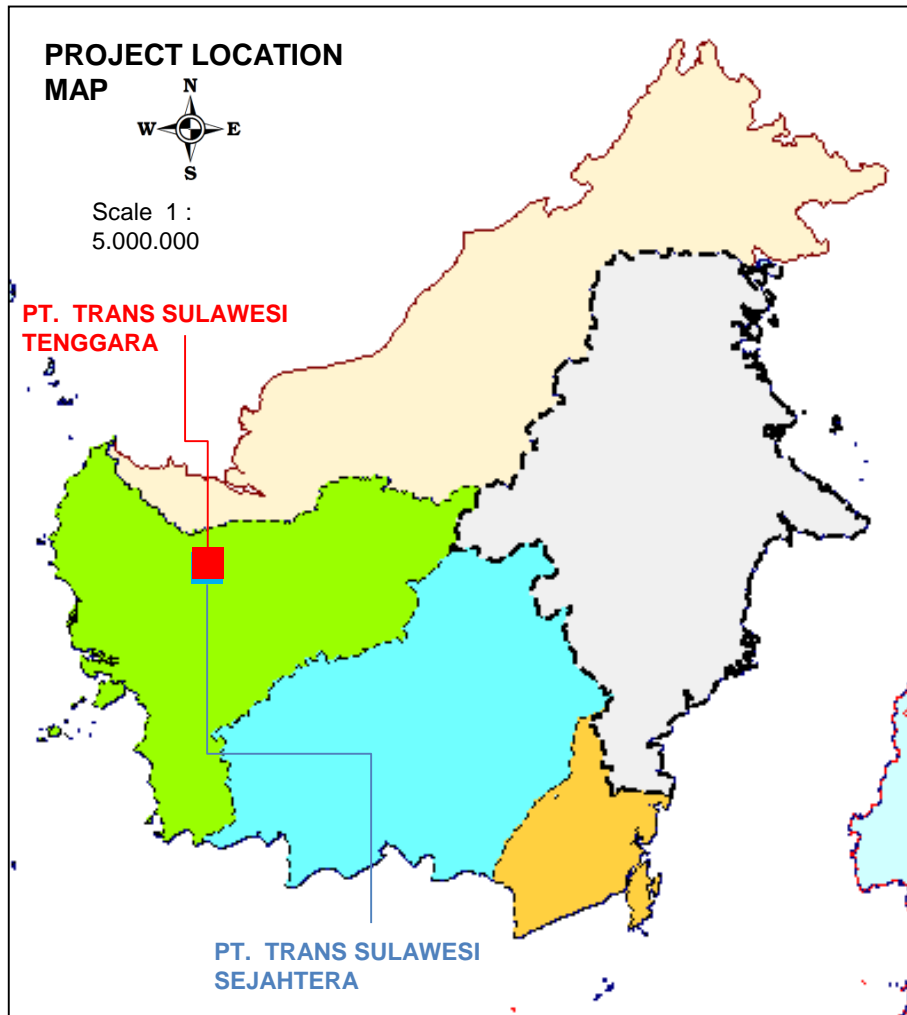 PROJECT LOCATION
MAP
N
W E
S
Scale 1 :
5.000.000
PT. TRANS SULAWESI
TENGGARA
PT. TRANS SULAWESI
SEJAHTERA